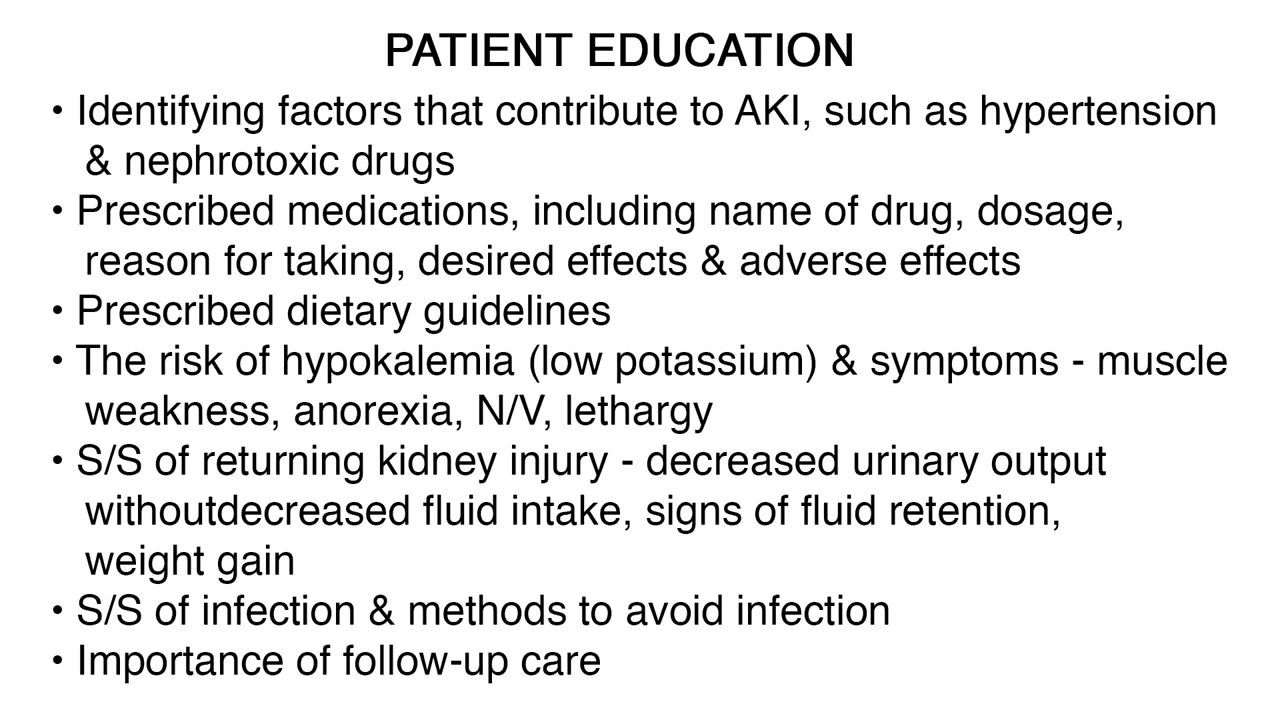 PATIENT EDUCATION
• Identifying factors that contribute to AKI, such as hypertension
& nephrotoxic drugs
• Prescribed medications, including name of drug, dosage,
reason for taking, desired effects & adverse effects
• Prescribed dietary guidelines
• The risk of hypokalemia (low potassium) & symptoms - muscle
weakness, anorexia, N/V, lethargy
• S/S of returning kidney injury - decreased urinary output
withoutdecreased fluid intake, signs of fluid retention,
weight gain
• S/S of infection & methods to avoid infection
• Importance of follow-up care